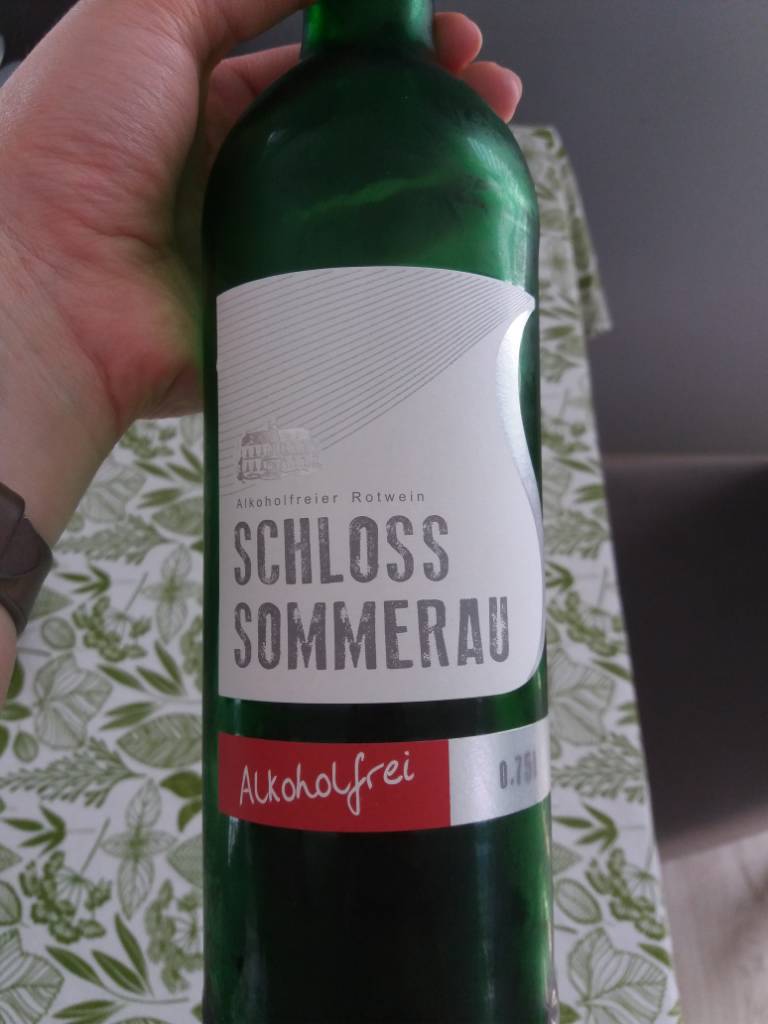 Alkoholfreier Rotwein
SCHLOSS
SOMMERAU
Alkoholfrei
0.75l